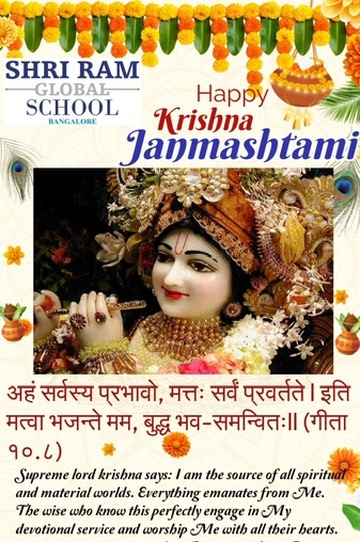 SHRI RAM
GLOBAL
SCHOOL
BANGALORE
Happy
Krishna
Janmashtami
अहं सर्वस्य प्रभावो, मत्तः सर्वं प्रवर्तते l इति
मत्वा भजन्ते मम, बुद्ध भव-समन्वितःll (गीता
१०.८)
Supreme lord krishna says: I am the source of all spiritual
and material worlds. Everything emanates from Me.
The wise who know this perfectly engage in My
devotional service and worship Me with all their hearts.